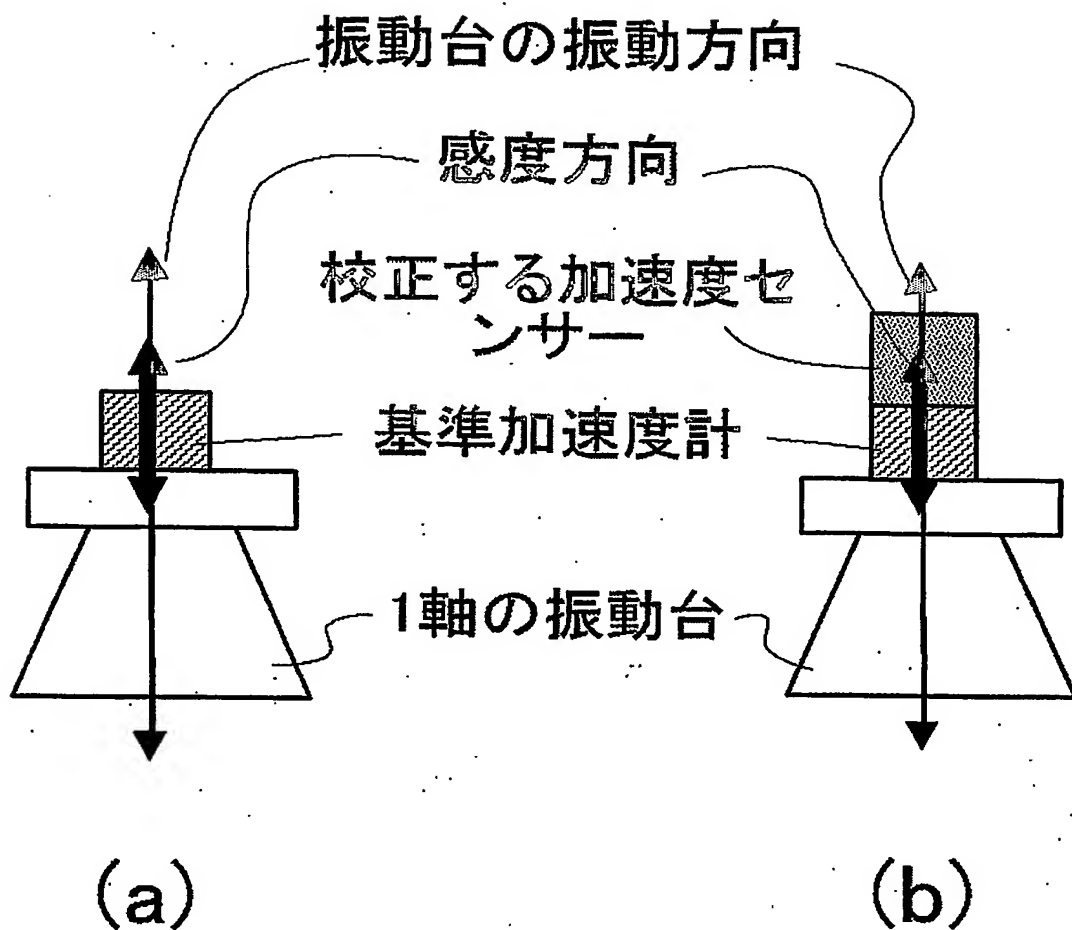 振動台の振動方向
感度方向
校正する加速度セ
ンサー
基準加速度計
1軸の振動台
(a)
(b)